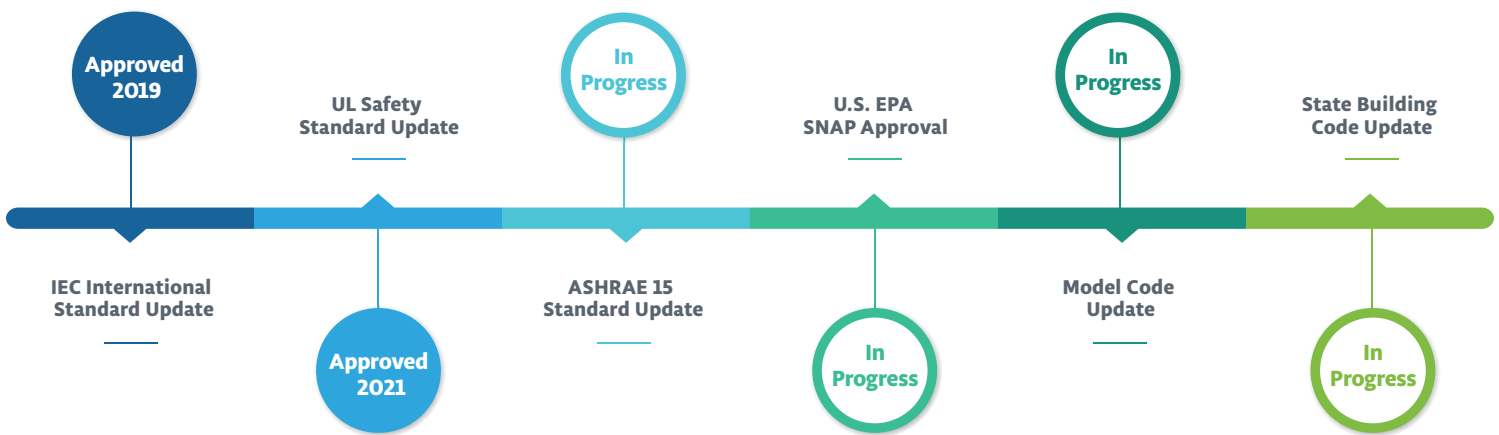 Approved
2019
IEC International
Standard Update
UL Safety
Standard Update
Approved
2021
In
Progress
ASHRAE 15
Standard Update
U.S. EPA
SNAP Approval
In
Progress
In
Progress
Model Code
Update
State Building
Code Update
In
Progress